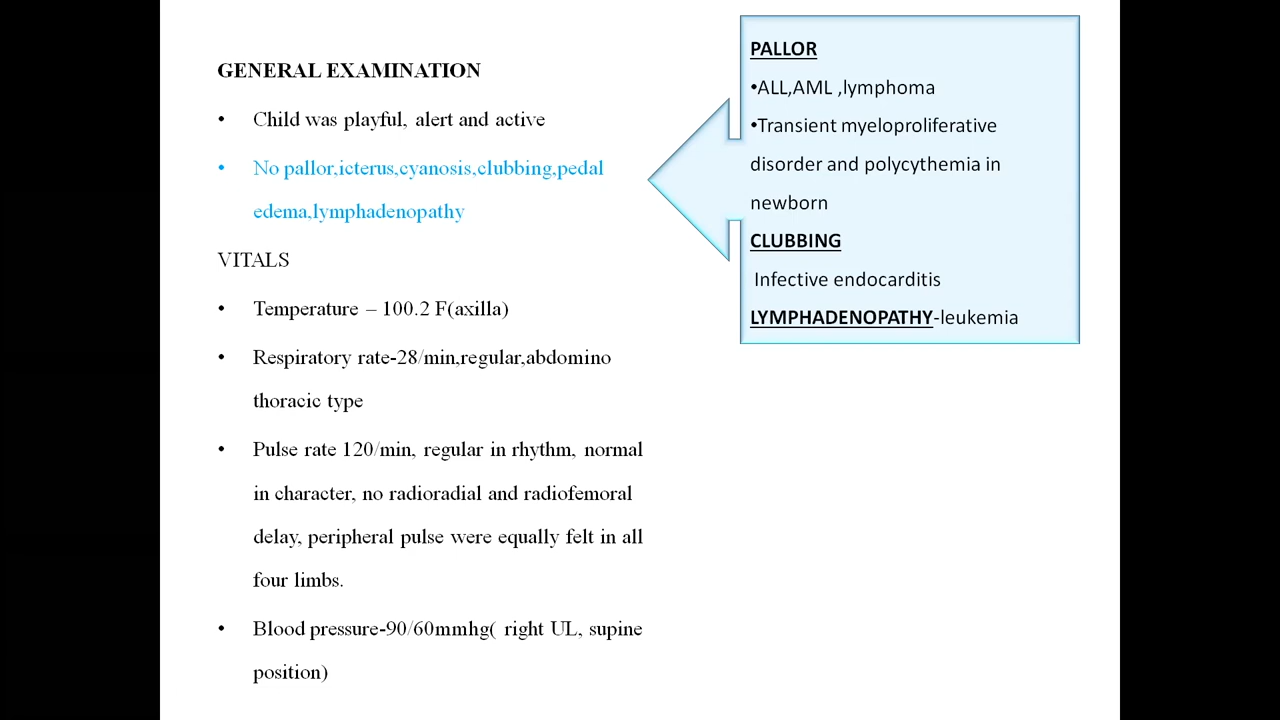 GENERAL EXAMINATION
• Child was playful, alert and active
• No pallor,icterus,cyanosis,clubbing,pedal
edema,lymphadenopathy
VITALS
• Temperature – 100.2 F(axilla)
• Respiratory rate-28/min,regular,abdomino
thoracic type
• Pulse rate 120/min, regular in rhythm, normal
in character, no radioradial and radiofemoral
delay, peripheral pulse were equally felt in all
four limbs.
• Blood pressure-90/60mmhg( right UL, supine
position)
PALLOR
•ALL,AML ,lymphoma
•Transient myeloproliferative
disorder and polycythemia in
newborn
CLUBBING
Infective endocarditis
LYMPHADENOPATHY-leukemia